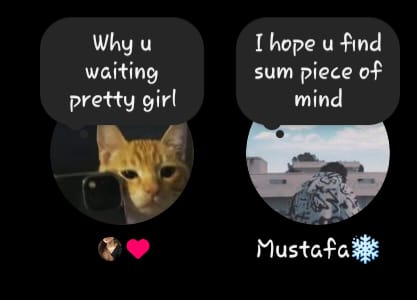 Why u
waiting
pretty girl
I hope u find
sum piece of
mind
Mustafa❄️